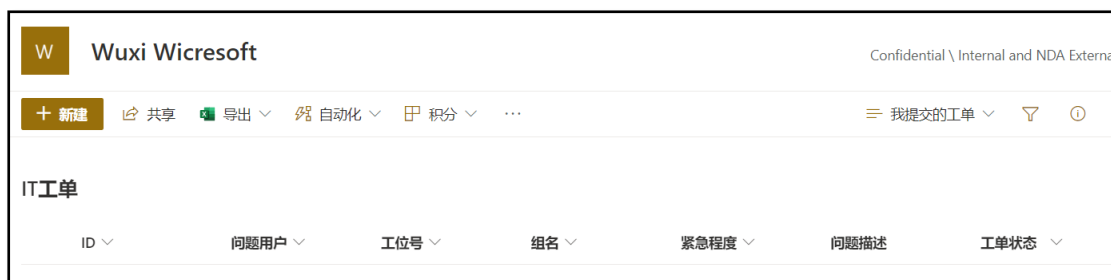 W Wuxi Wicresoft
Confidential \ Internal and NDA Externa
新建 共享 导出 自动化 积分 ··· 我提交的工单
IT工单
ID 问题用户 工位号 组名 紧急程度 问题描述 工单状态